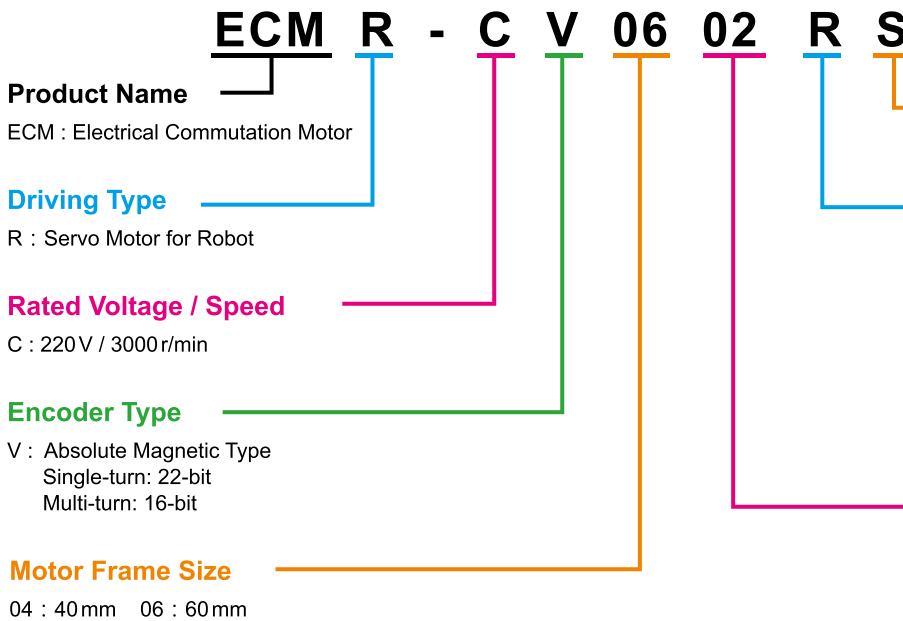 ECM R - C V 06 02 R S
Product Name
ECM : Electrical Commutation Motor
Driving Type
R : Servo Motor for Robot
Rated Voltage / Speed
C : 220 V / 3000 r/min
Encoder Type
V : Absolute Magnetic Type
Single-turn: 22-bit
Multi-turn: 16-bit
Motor Frame Size
04 : 40 mm 06 : 60 mm